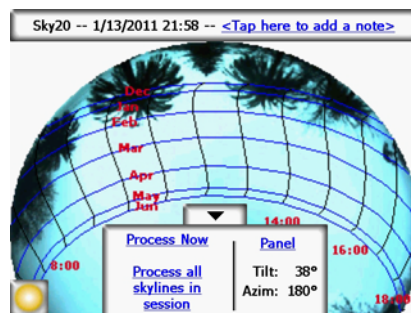 Sky20 -- 1/13/2011 21:58 -- <Tap here to add a note>
Dec
Jan
Feb
Mar
Apr
May
Jun
8:00
14:00
16:00
18:00
Process Now
Process all
skylines in
session
Panel
Tilt: 38°
Azim: 180°